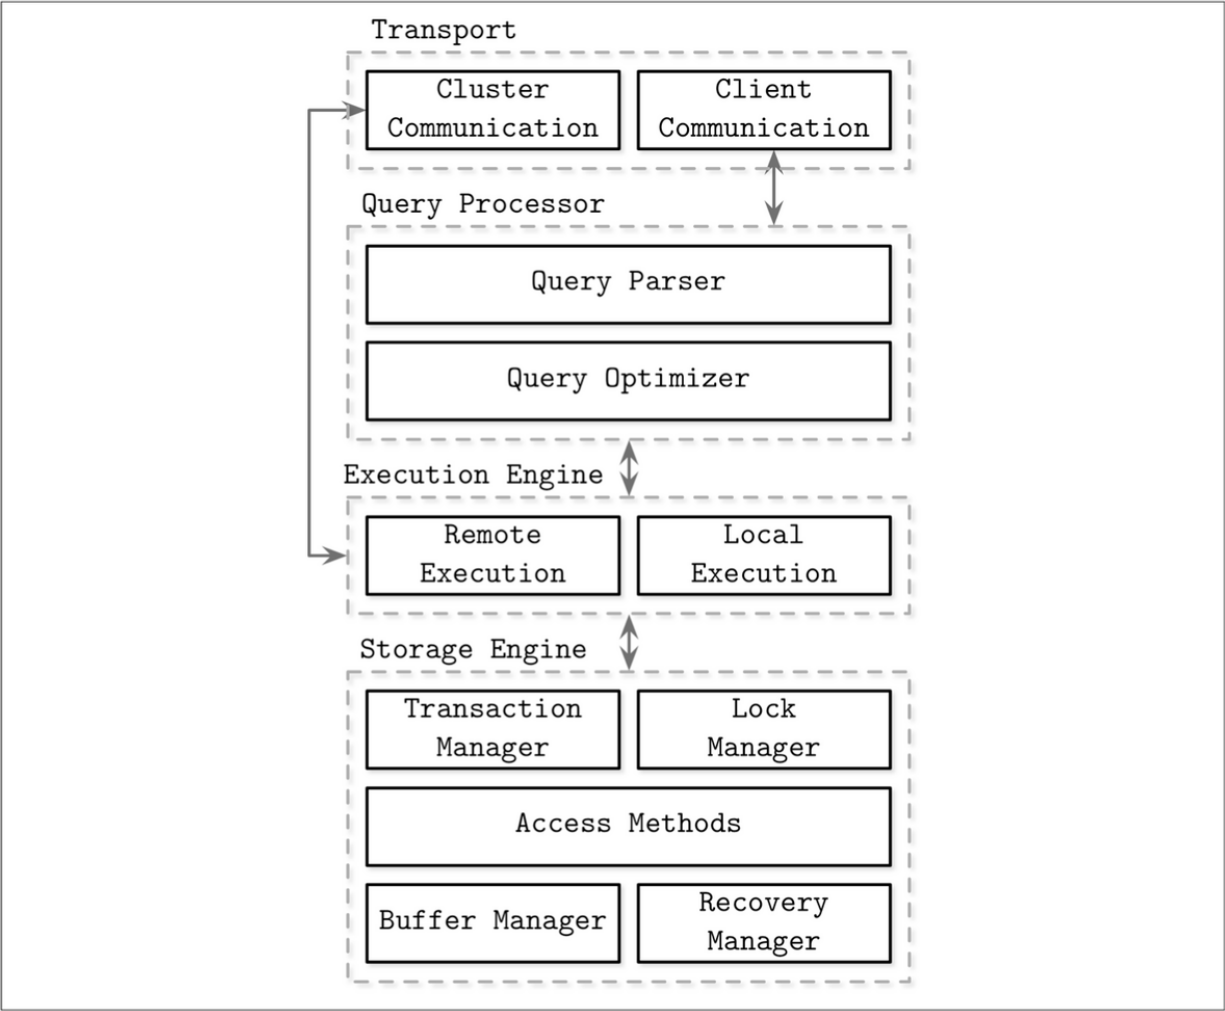 Transport
Cluster
Communication
Client
Communication
Query Processor
Query Parser
Query Optimizer
Execution Engine
Remote
Execution
Local
Execution
Storage Engine
Transaction
Manager
Lock
Manager
Access Methods
Buffer Manager
Recovery
Manager